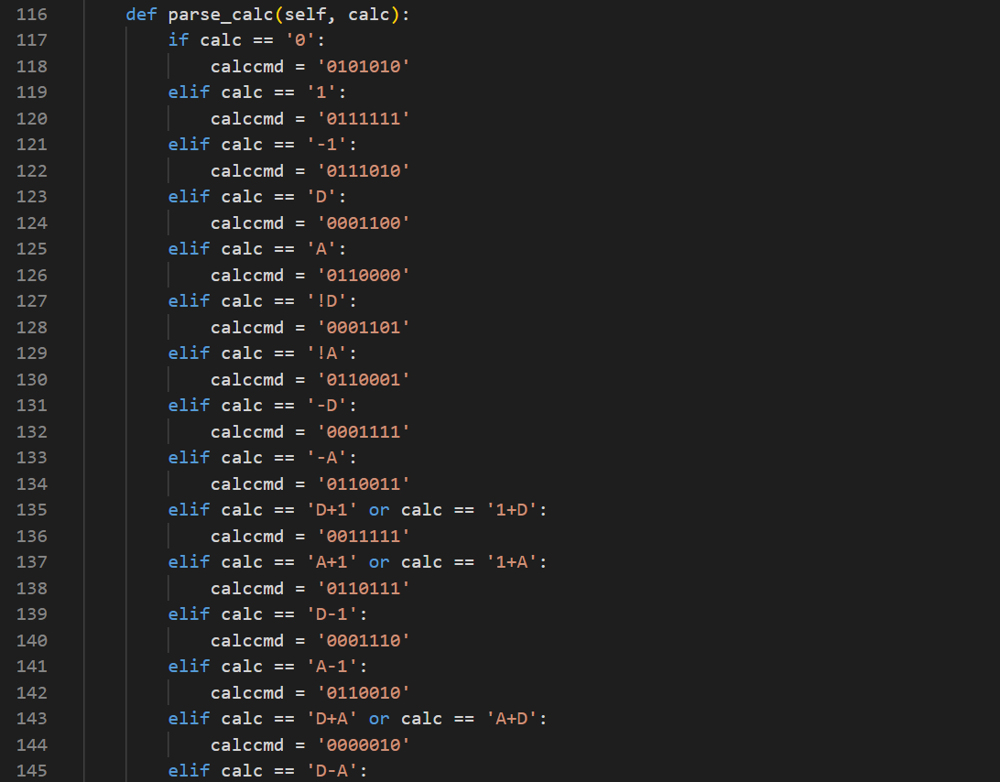 116 def parse_calc(self, calc):
117 if calc == '0':
118 calccmd = '0101010'
119 elif calc == '1':
120 calccmd = '0111111'
121 elif calc == '-1':
122 calccmd = '0111010'
123 elif calc == 'D':
124 calccmd = '0001100'
125 elif calc == 'A':
126 calccmd = '0110000'
127 elif calc == '!D':
128 calccmd = '0001101'
129 elif calc == '!A':
130 calccmd = '0110001'
131 elif calc == '-D':
132 calccmd = '0001111'
133 elif calc == '-A':
134 calccmd = '0110011'
135 elif calc == 'D+1' or calc == '1+D':
136 calccmd = '0011111'
137 elif calc == 'A+1' or calc == '1+A':
138 calccmd = '0110111'
139 elif calc == 'D-1':
140 calccmd = '0001110'
141 elif calc == 'A-1':
142 calccmd = '0110010'
143 elif calc == 'D+A' or calc == 'A+D':
144 calccmd = '0000010'
145 elif calc == 'D-A':